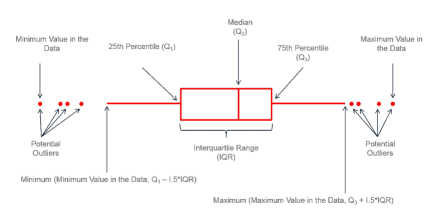 Median
(Q2)
Minimum Value in the
Data
25th Percentile (Q1)
75th Percentile
(Q3)
Maximum Value in
the Data
Potential
Outliers
Interquartile Range
(IQR)
Potential
Outliers
Minimum (Minimum Value in the Data, Q1 – 1.5*IQR)
Maximum (Maximum Value in the Data, Q3 + 1.5*IQR)